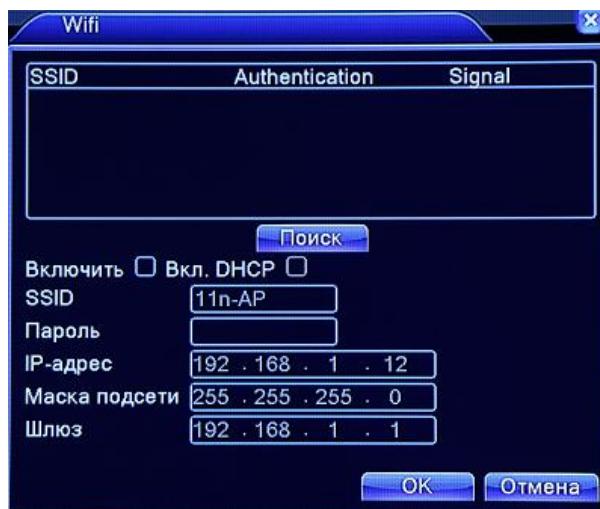 Wifi
SSID Authentication Signal
Поиск
Включить Вкл. DHCP
SSID 11n-AP
Пароль
IP-адрес 192 . 168 . 1 . 12
Маска подсети 255 . 255 . 255 . 0
Шлюз 192 . 168 . 1 . 1
OK Отмена